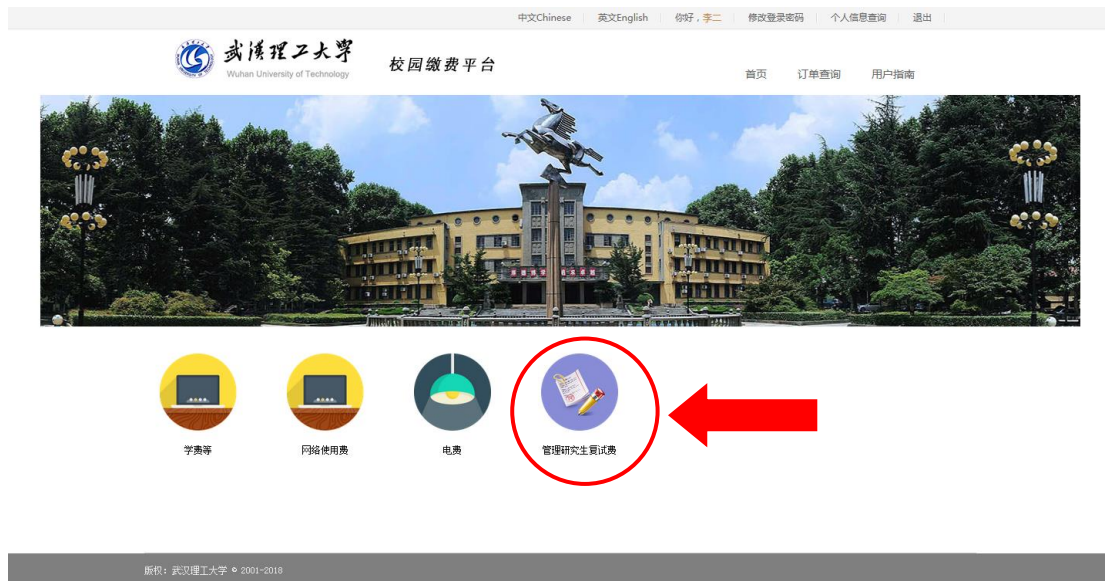 中文Chinese 英文English 你好，李二 修改登录密码 个人信息查询 退出
武汉理工大学
Wuhan University of Technology
校园缴费平台
首页 订单查询 用户指南
学费等 网络使用费 电费 管理研究生复试费
版权：武汉理工大学 © 2001-2018